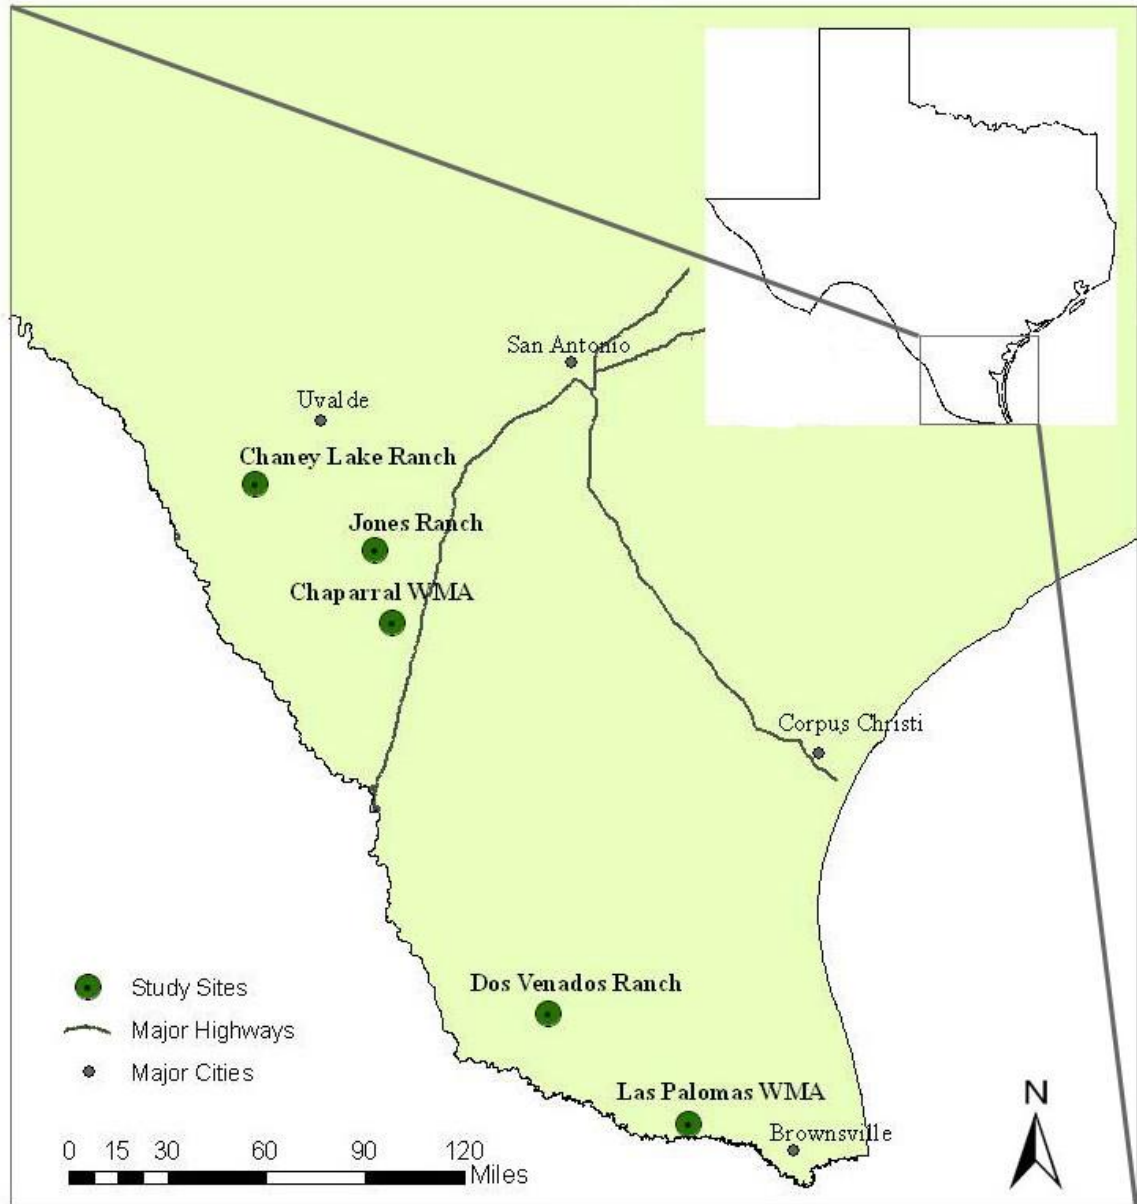 San Antonio
Uvalde
Chaney Lake Ranch
Jones Ranch
Chaparral WMA
Corpus Christi
Dos Venados Ranch
Study Sites
Major Highways
Major Cities
Las Palomas WMA
N
Brownsville
0 15 30 60 90 120
Miles